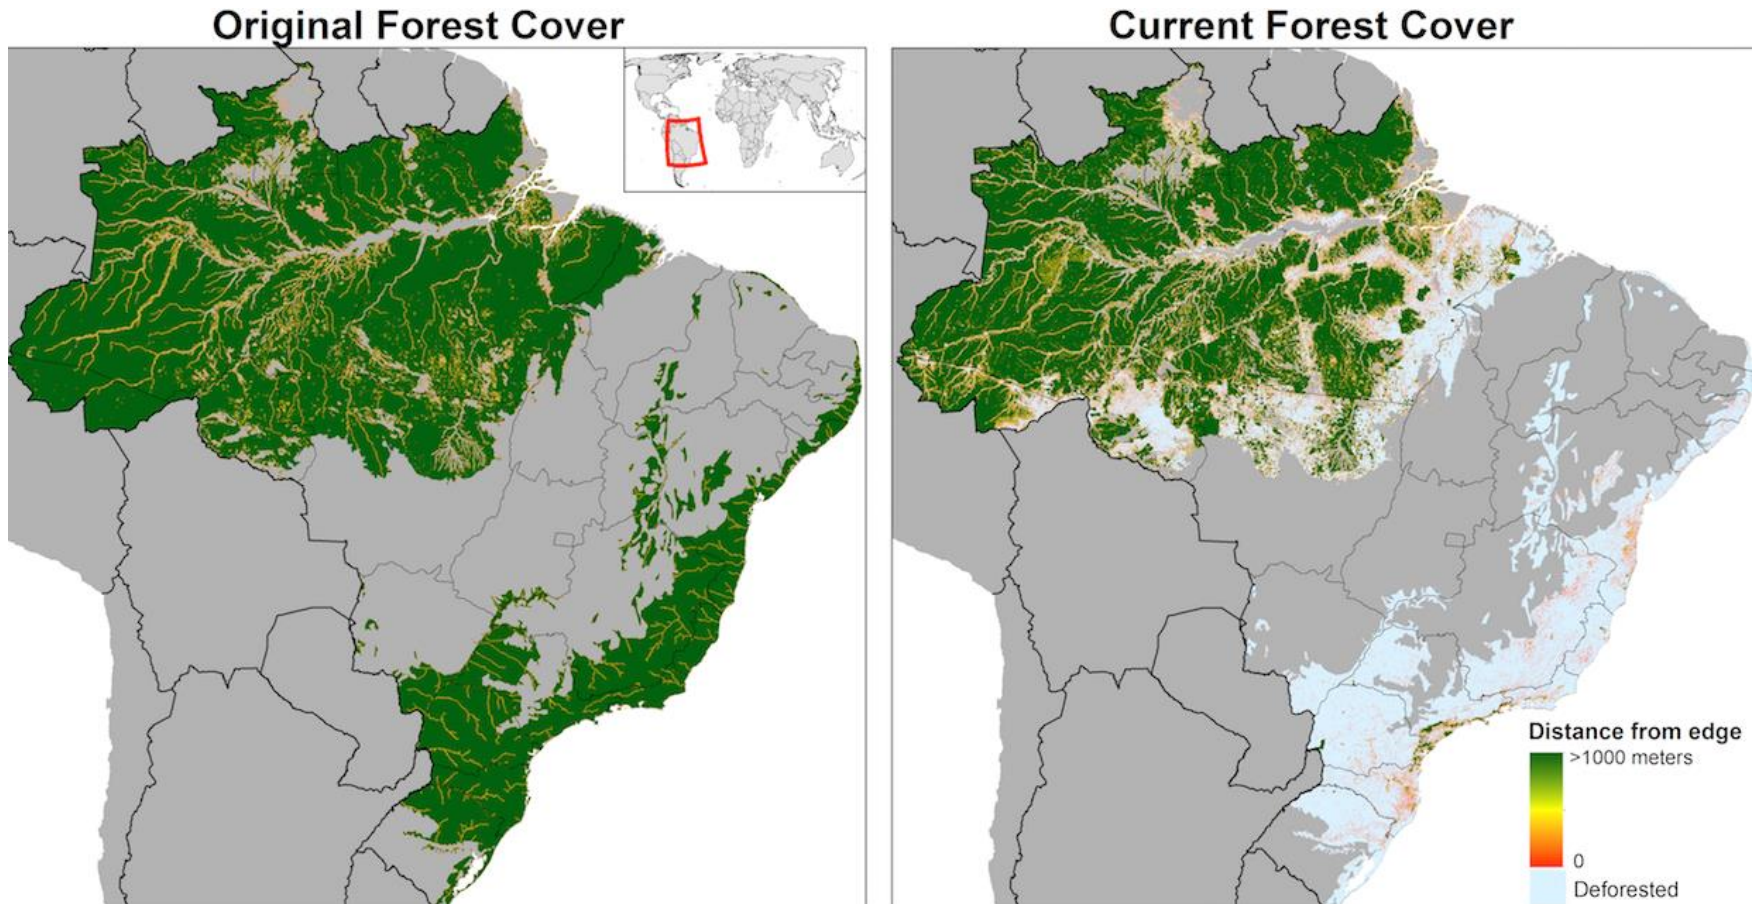 Original Forest Cover
Current Forest Cover
Distance from edge
>1000 meters
0
Deforested